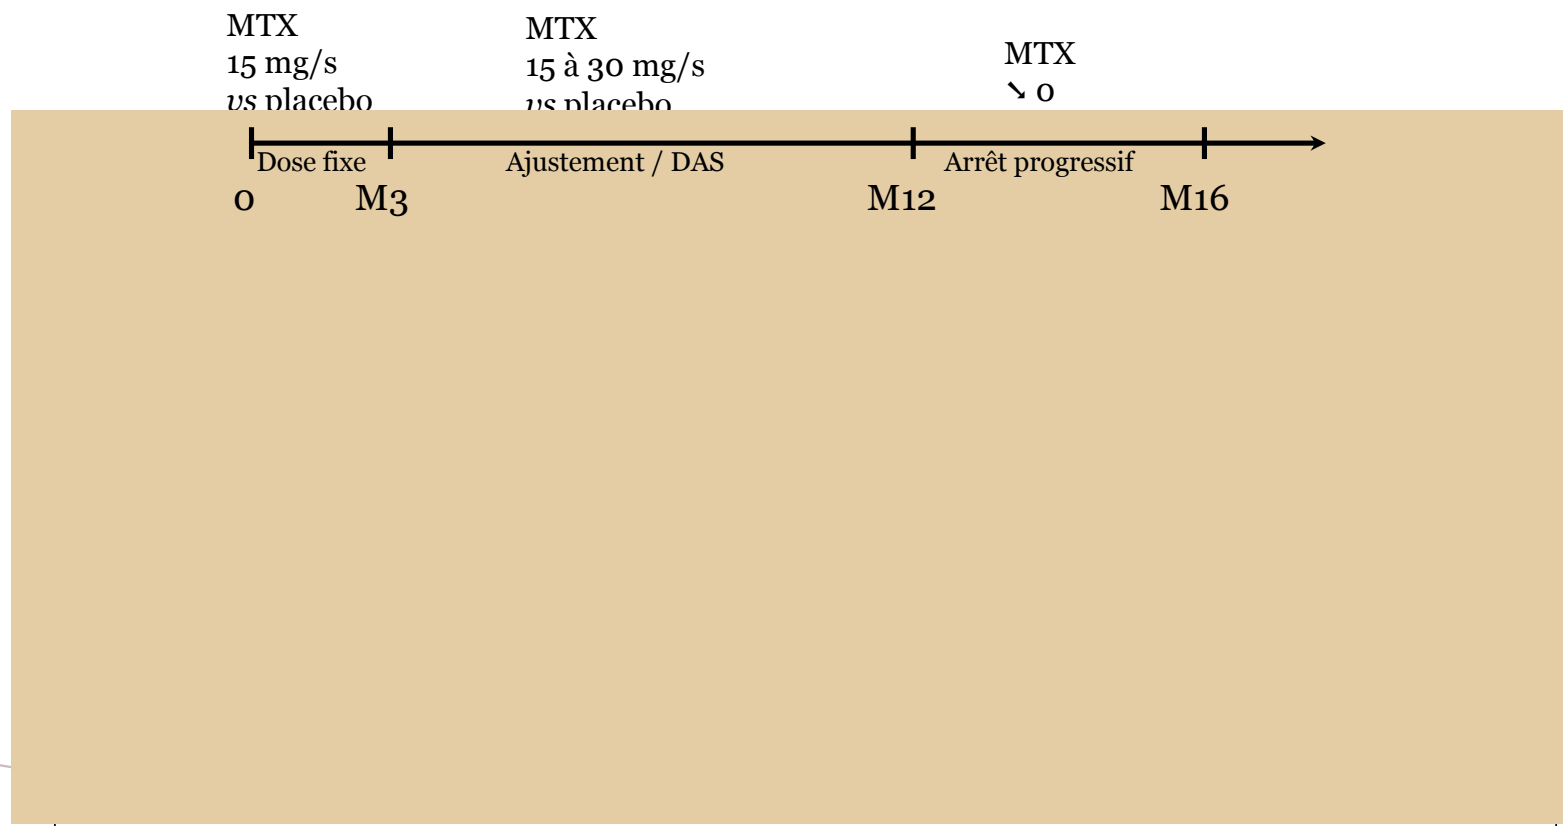 MTX
15 mg/s
vs placebo
MTX
15 à 30 mg/s
vs placebo
MTX
➘ 0
Dose fixe
Ajustement / DAS
Arrêt progressif
0
M3
M12
M16